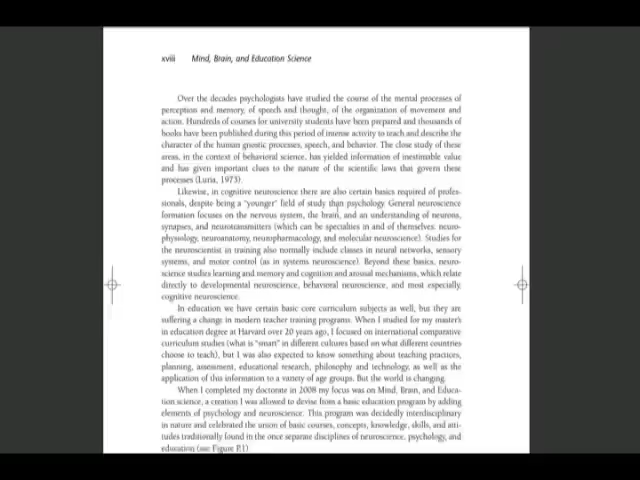 xviii Mind, Brain, and Education Science
Over the decades psychologists have studied the course of the mental processes of
perception and memory, of speech and thought, of the organization of movement and
action. Hundreds of courses for university students have been prepared and thousands of
books have been published during this period of intense activity to teach and describe the
character of the human gnostic processes, speech, and behavior. The close study of these
areas, in the context of behavioral science, has yielded information of inestimable value
and has given important clues to the nature of the scientific laws that govern these
processes (Luria, 1973).
Likewise, in cognitive neuroscience there are also certain basics required of profes-
sionals, despite being a "younger" field of study than psychology. General neuroscience
formation focuses on the nervous system, the brain, and an understanding of neurons,
synapses, and neurotransmitters (which can be specialties in and of themselves: neuro-
physiology, neuroanatomy, neuropharmacology, and molecular neuroscience). Studies for
the neuroscientist in training also normally include classes in neural networks, sensory
systems, and motor control (as in systems neuroscience). Beyond these basics, neuro-
science studies learning and memory and cognition and arousal mechanisms, which relate
directly to developmental neuroscience, behavioral neuroscience, and most especially,
cognitive neuroscience.
In education we have certain basic core curriculum subjects as well, but they are
suffering a change in modern teacher training programs. When I studied for my master's
in education degree at Harvard over 20 years ago, I focused on international comparative
curriculum studies (what is "smart" in different cultures based on what different countries
choose to teach), but I was also expected to know something about teaching practices,
planning, assessment, educational research, philosophy and technology, as well as the
application of this information to a variety of age groups. But the world is changing.
When I completed my doctorate in 2008 my focus was on Mind, Brain, and Educa-
tion science, a creation I was allowed to devise from a basic education program by adding
elements of psychology and neuroscience. This program was decidedly interdisciplinary
in nature and celebrated the union of basic courses, concepts, knowledge, skills, and atti-
tudes traditionally found in the once separate disciplines of neuroscience, psychology, and
education (see Figure P.1)